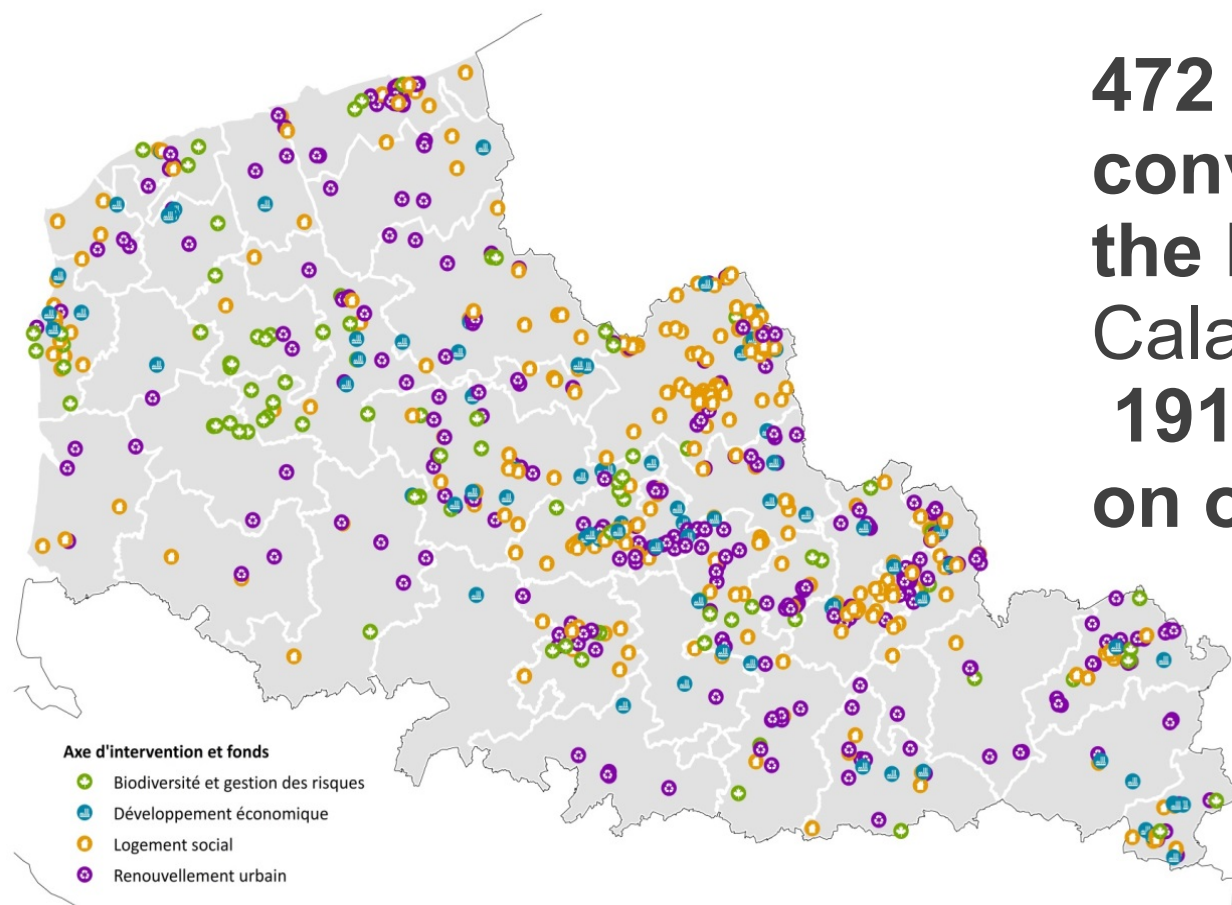 472
the
Cala
191
on
Axe d'intervention et fonds
Biodiversité et gestion des risques
Développement économique
Logement social
Renouvellement urbain